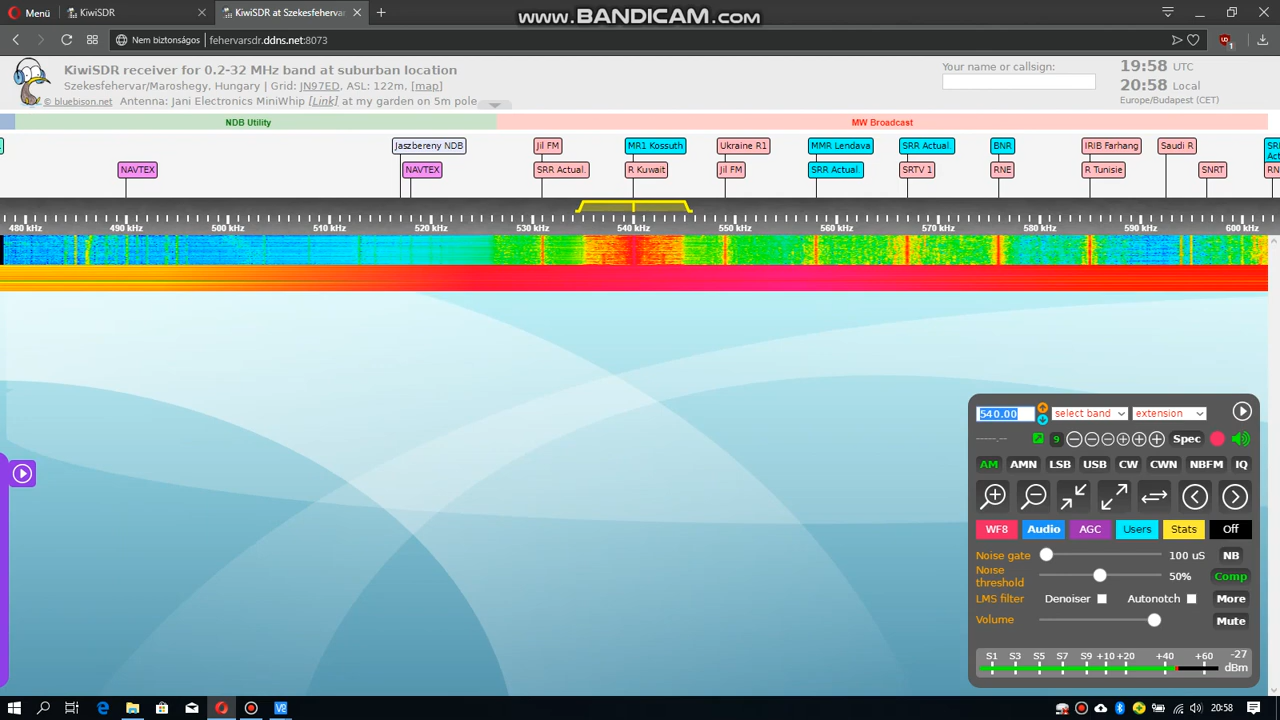 Menü
KiwiSDR
KiwiSDR at Szekesfehervar
www.BANDICAM.com
Nem biztonságos
fehervarsdr.ddns.net:8073
KiwiSDR receiver for 0.2-32 MHz band at suburban location
Szekesfehervar/Maroshegy, Hungary | Grid: JN97ED, ASL: 122m, [map]
© bluebison.net
Antenna: Jani Electronics MiniWhip [Link] at my garden on 5m pole
Your name or callsign:
19:58 UTC
20:58 Local
Europe/Budapest (CET)
NDB Utility
MW Broadcast
Jaszbereny NDB
Jil FM
MR1 Kossuth
Ukraine R1
MMR Lendava
SRR Actual.
BNR
IRIB Farhang
Saudi R
NAVTEX
NAVTEX
SRR Actual.
R Kuwait
Jil FM
SRR Actual.
SRTV 1
RNE
R Tunisie
SNRT
480 kHz
490 kHz
500 kHz
510 kHz
520 kHz
530 kHz
540 kHz
550 kHz
560 kHz
570 kHz
580 kHz
590 kHz
600 kHz
540.00
select band
extension
-----.--
9
Spec
AM
AMN
LSB
USB
CW
CWN
NBFM
IQ
WF8
Audio
AGC
Users
Stats
Off
Noise gate
100 uS
NB
Noise
threshold
50%
Comp
LMS filter
Denoiser
Autonotch
More
Volume
Mute
S1
S3
S5
S7
S9
+10
+20
+40
+60
-27
dBm
20:58